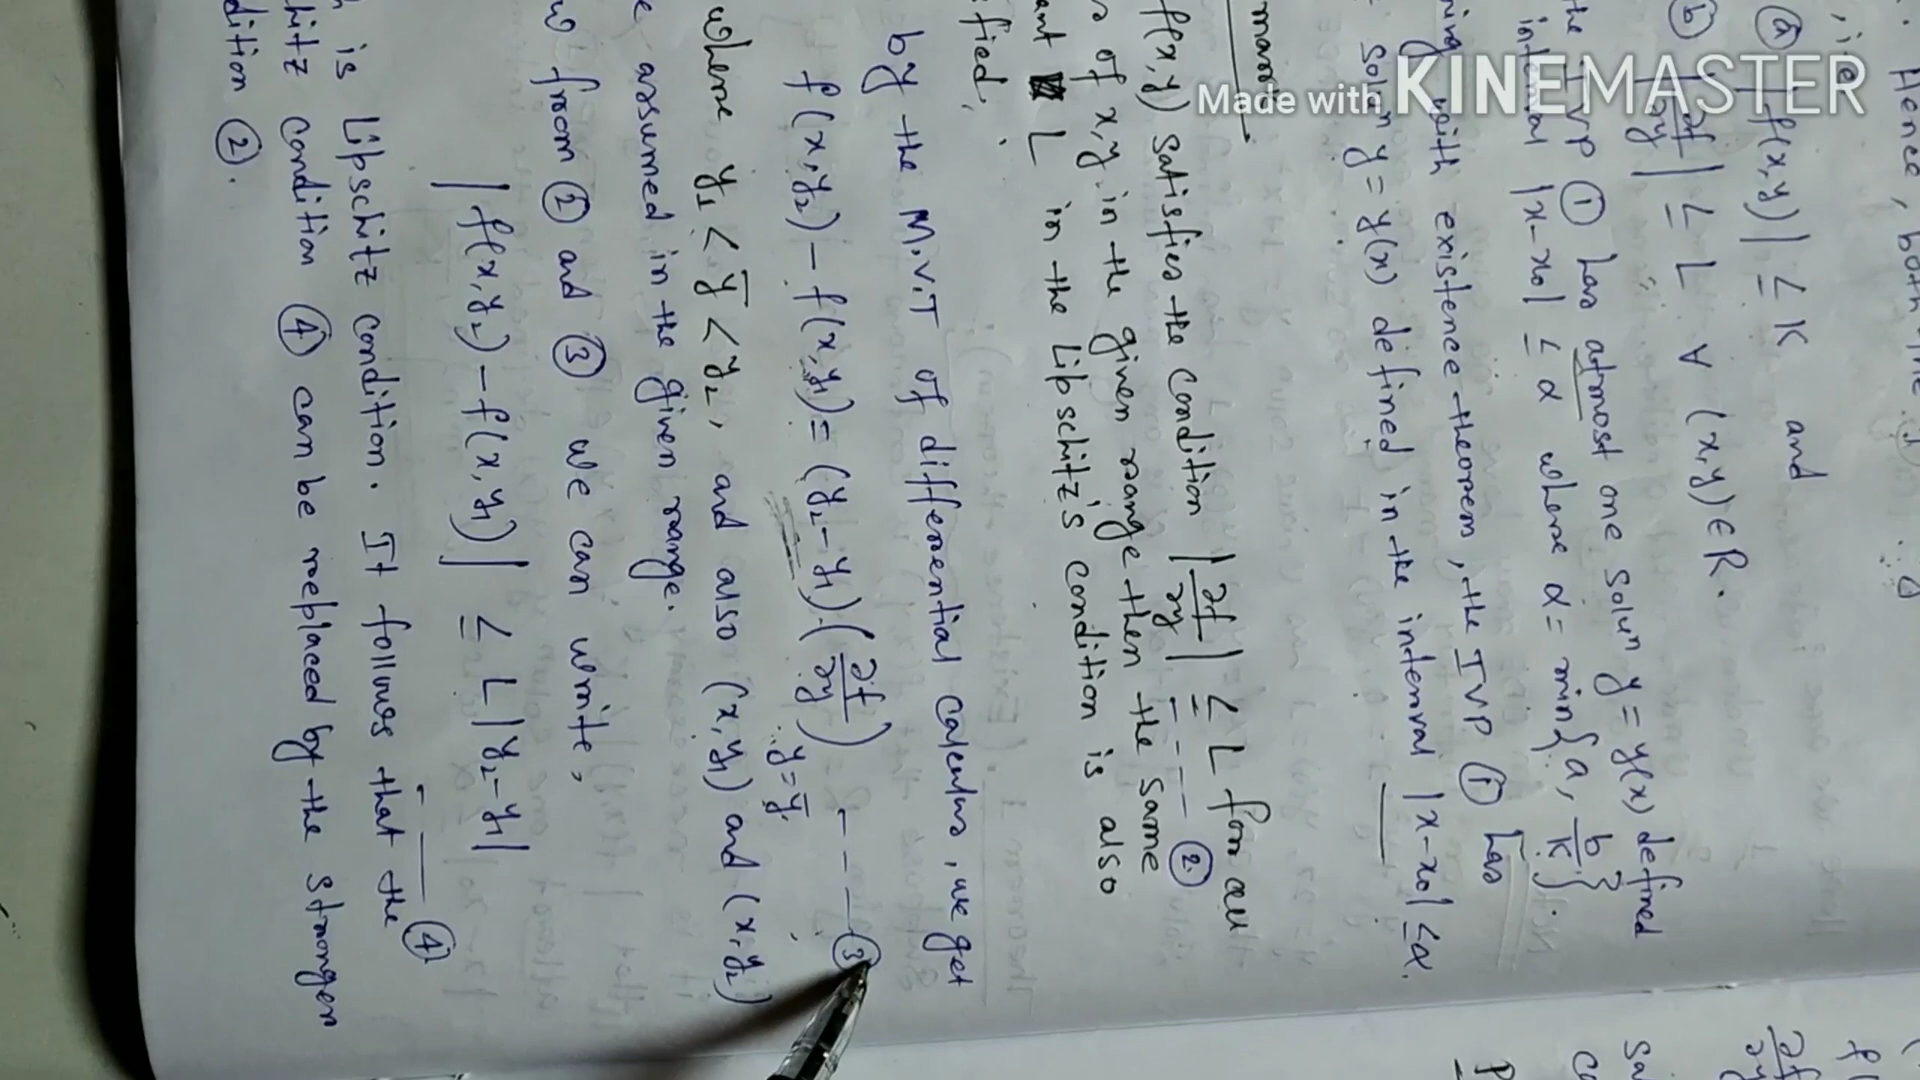 Made with KINEMASTER
Hence, both the
, i.e
ⓐ |f(x,y)| ≤ K and
ⓑ |∂f/∂y| ≤ L ∀ (x,y) ∈ R.
the IVP ① has atmost one solun y = y(x) defined
interval |x-x₀| ≤ α where α = min{a, b/K}
with existence theorem, the IVP ① has
soluⁿ y = y(x) defined in the interval |x-x₀| ≤ α.
f(x,y) satisfies the condition |∂f/∂y| ≤ L for all
of x,y in the given range then the same --- ②
L in the Lipschitz's condition is also
by the M.V.T of differential calculus, we get
f(x,y₂) - f(x,y₁) = (y₂-y₁)(∂f/∂y) y=ȳ --- ③
where y₁ < ȳ < y₂, and also (x,y₁) and (x,y₂)
assumed in the given range.
from ② and ③ we can write,
|f(x,y₂) - f(x,y₁)| ≤ L|y₂-y₁| --- ④
is Lipschitz condition. It follows that the
condition ④ can be replaced by the stronger
②.